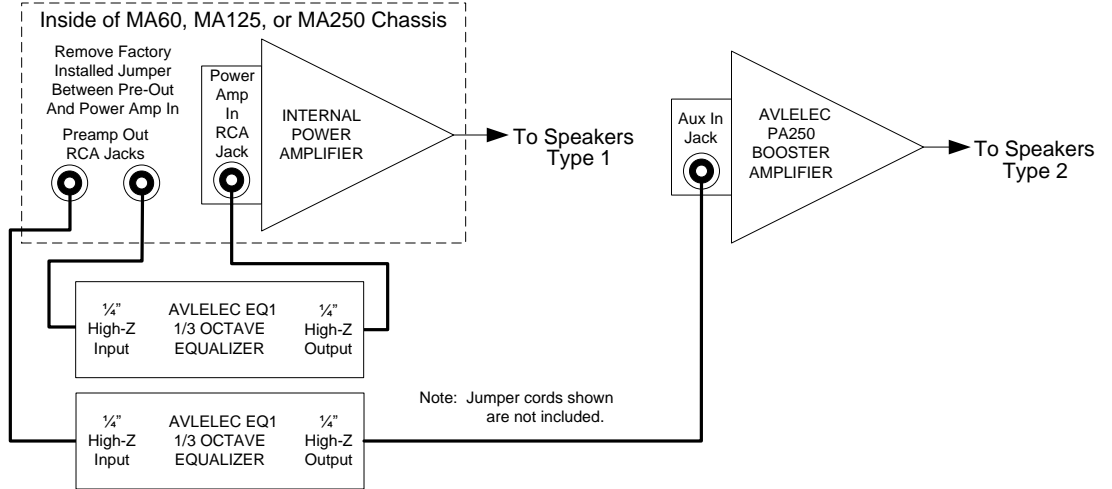 Inside of MA60, MA125, or MA250 Chassis
Remove Factory
Installed Jumper
Between Pre-Out
And Power Amp In
Preamp Out
RCA Jacks
Power
Amp
In
RCA
Jack
INTERNAL
POWER
AMPLIFIER
To Speakers
Type 1
Aux In
Jack
AVLELEC
PA250
BOOSTER
AMPLIFIER
To Speakers
Type 2
¼”
High-Z
Input
AVLELEC EQ1
1/3 OCTAVE
EQUALIZER
¼”
High-Z
Output
Note: Jumper cords shown
are not included.
¼”
High-Z
Input
AVLELEC EQ1
1/3 OCTAVE
EQUALIZER
¼”
High-Z
Output